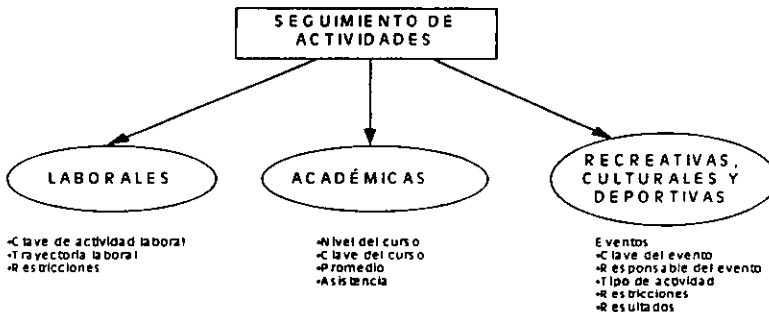 SEGUIMIENTO DE
ACTIVIDADES
LABORALES
•Clave de actividad laboral
•Trayectoria laboral
•Restricciones
ACADÉMICAS
•Nivel del curso
•Clave del curso
•Promedio
•Asistencia
RECREATIVAS,
CULTURALES Y
DEPORTIVAS
Eventos
•Clave del evento
•Responsable del evento
•Tipo de actividad
•Restricciones
•Resultados